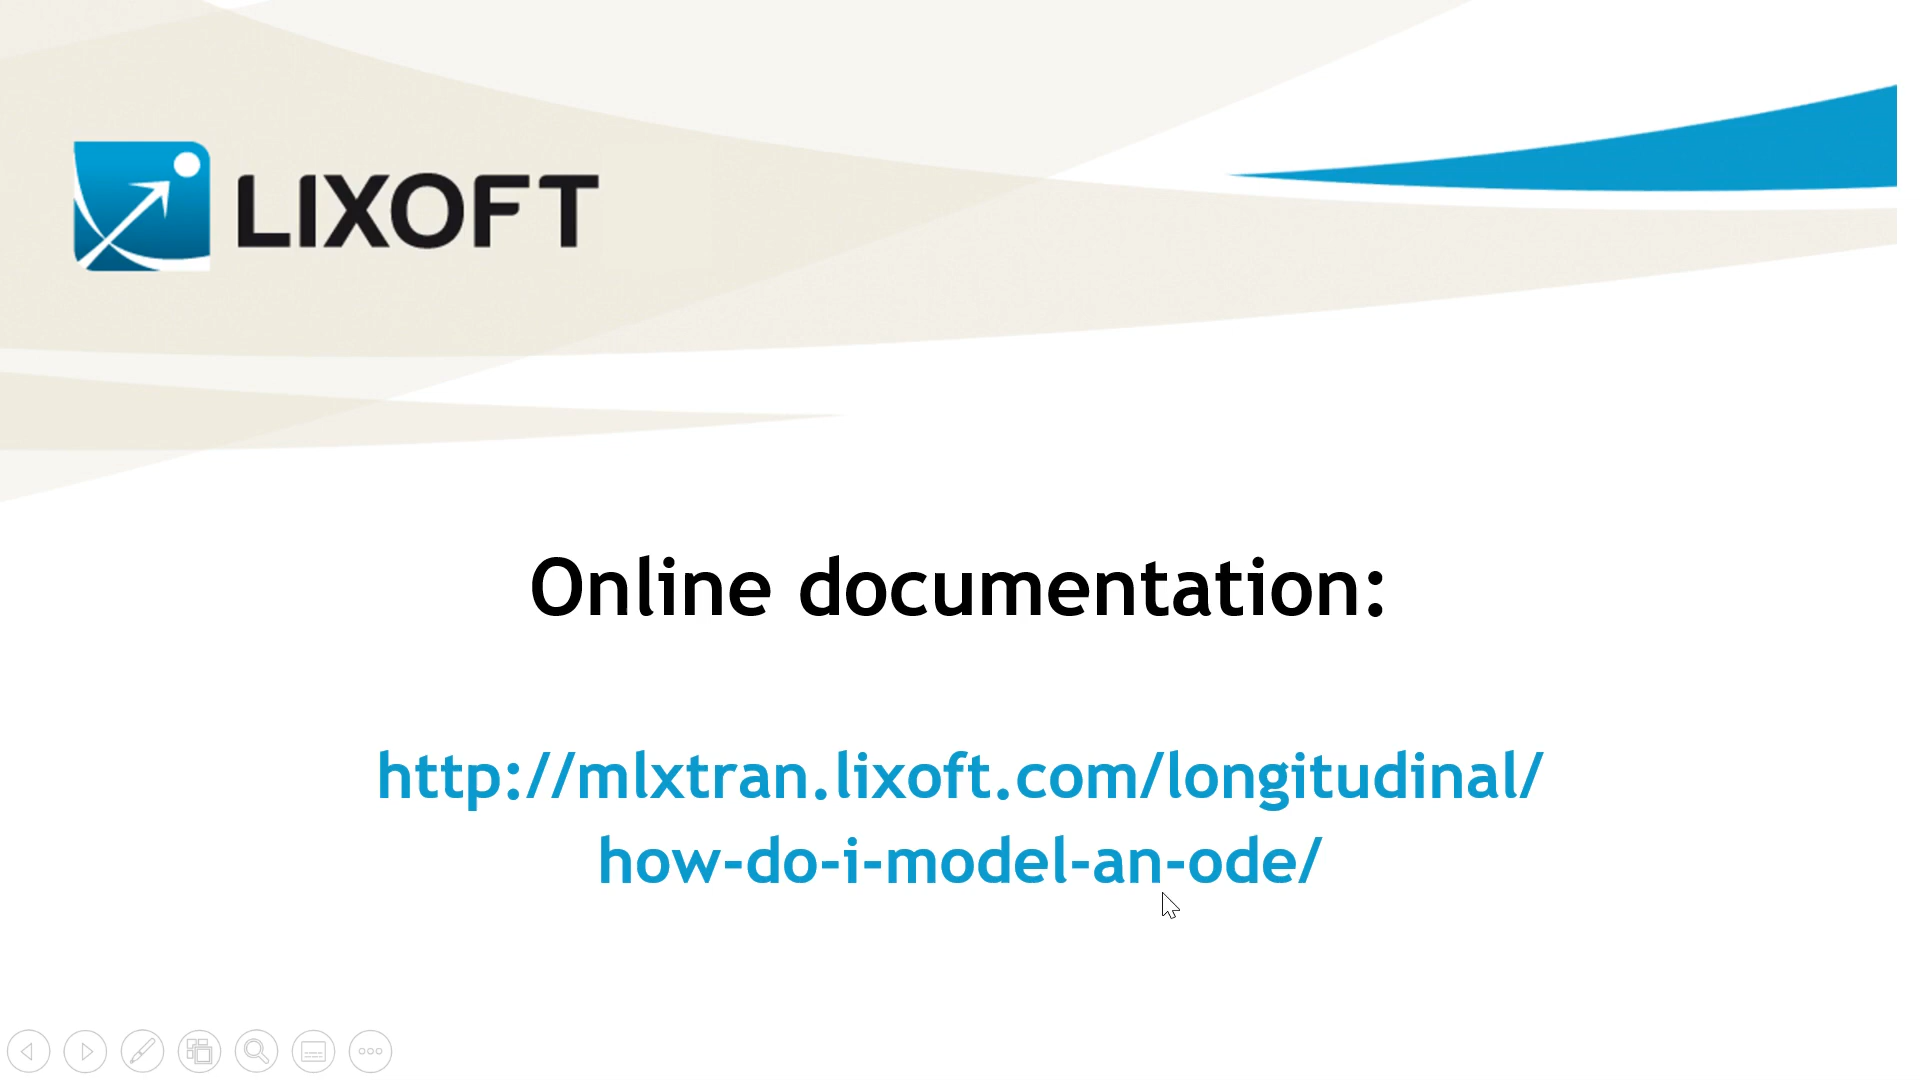 LIXOFT
Online documentation:
http://mlxtran.lixoft.com/longitudinal/
how-do-i-model-an-ode/